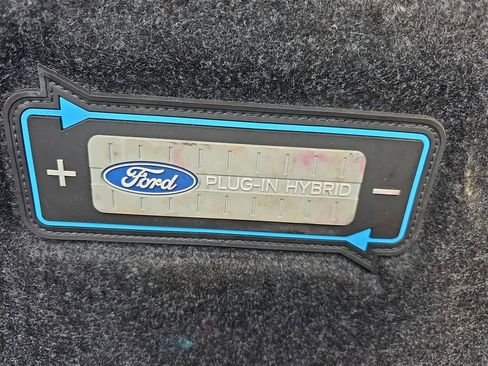 + Ford PLUG-IN HYBRID −